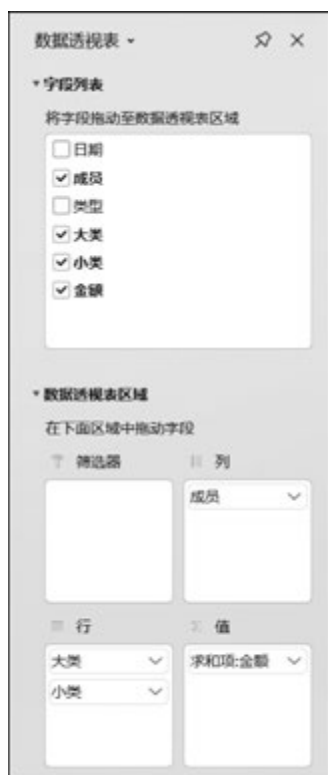 数据透视表
字段列表
将字段拖动至数据透视表区域
日期
成员
类型
大类
小类
金额
数据透视表区域
在下面区域中拖动字段
筛选器
列
成员
行
值
大类
求和项:金额
小类